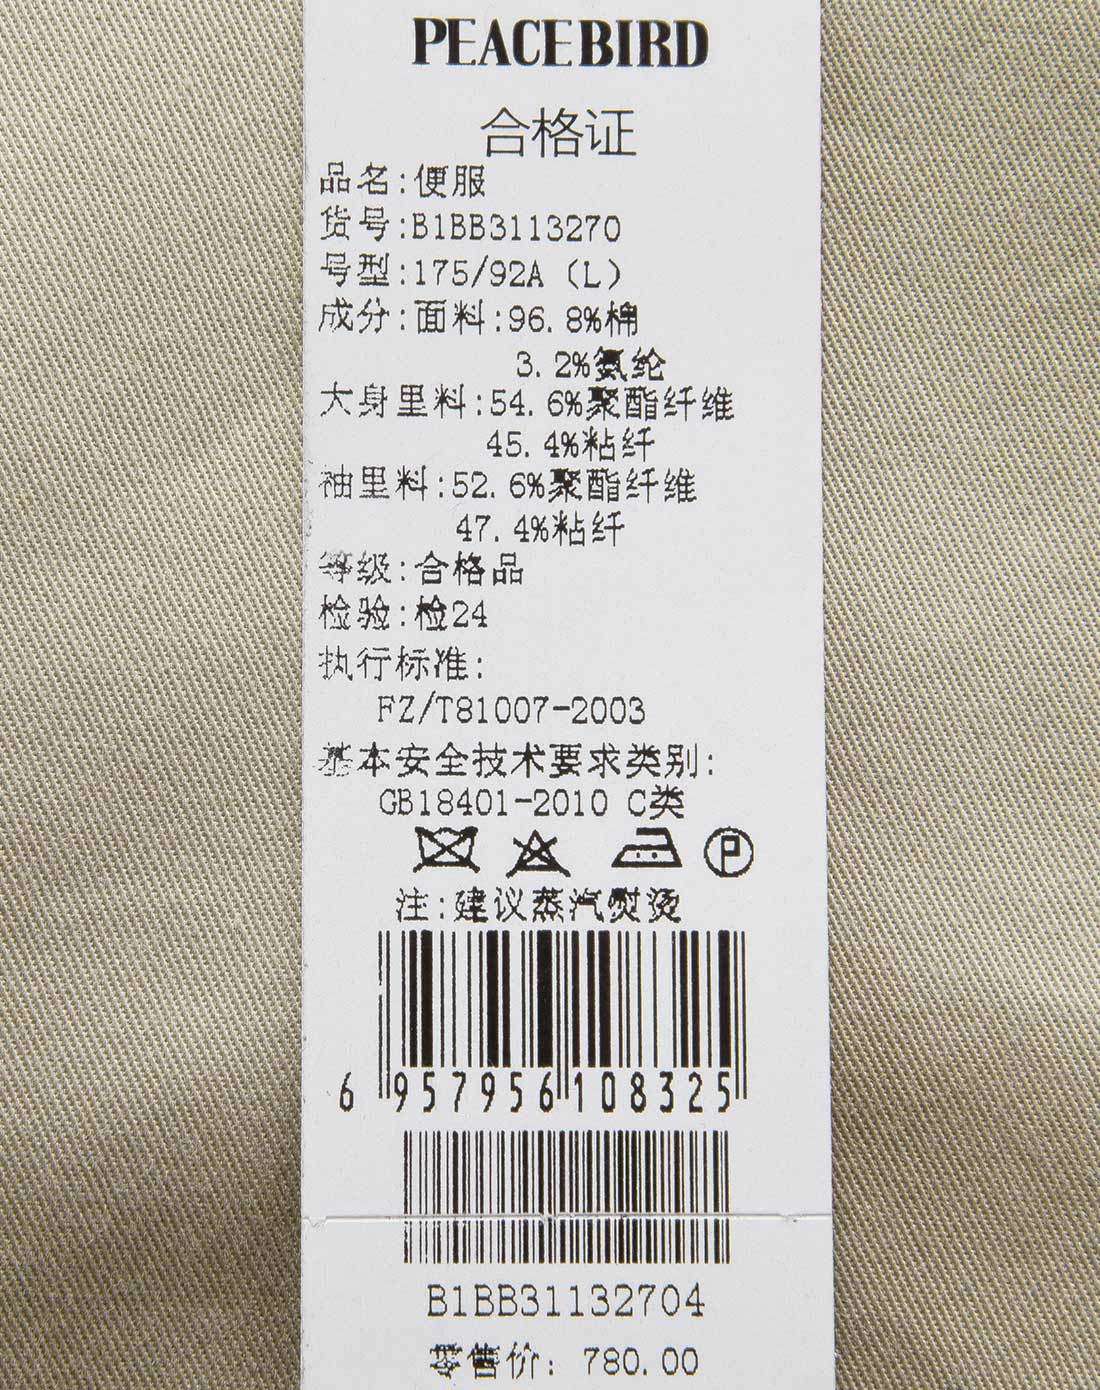 PEACEBIRD
合格证
品名:便服
货号:B1BB3113270
号型:175/92A (L)
成分:面料:96.8%棉
3.2%氨纶
大身里料:54.6%聚酯纤维
45.4%粘纤
袖里料:52.6%聚酯纤维
47.4%粘纤
等级:合格品
检验:检24
执行标准:
FZ/T81007-2003
基本安全技术要求类别:
GB18401-2010 C类
P
注:建议蒸汽熨烫
6 957956 108325
B1BB31132704
零售价: 780.00